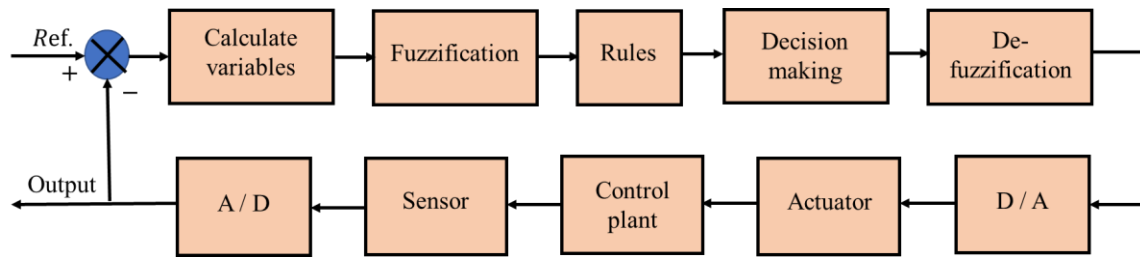 Ref.
+
−
Calculate
variables
Fuzzification
Rules
Decision
making
De-
fuzzification
Output
A / D
Sensor
Control
plant
Actuator
D / A